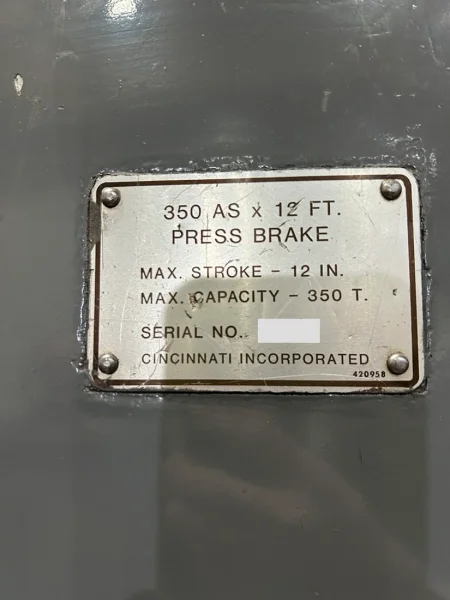 350 AS x 12 FT.
PRESS BRAKE
MAX. STROKE - 12 IN.
MAX. CAPACITY - 350 T.
SERIAL NO.
CINCINNATI INCORPORATED
420958